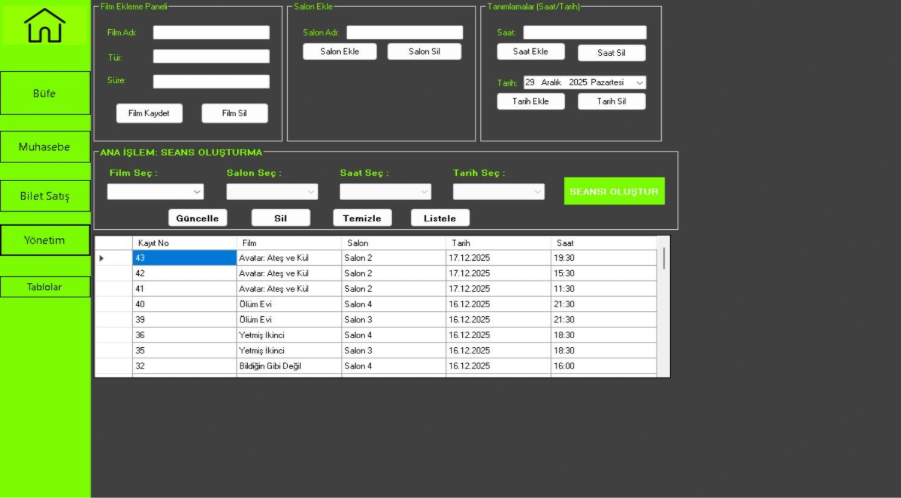 Film Ekleme Paneli
Film Adı:
Tür:
Süre:
Film Kaydet Film Sil
Salon Ekle
Salon Adı:
Salon Ekle Salon Sil
Tanımlamalar (Saat/Tarih)
Saat:
Saat Ekle Saat Sil
Tarih: 29 Aralık 2025 Pazartesi
Tarih Ekle Tarih Sil
Büfe
Muhasebe
Bilet Satış
Yönetim
Tablolar
ANA İŞLEM: SEANS OLUŞTURMA
Film Seç : Salon Seç : Saat Seç : Tarih Seç :
SEANSI OLUŞTUR
Güncelle Sil Temizle Listele
Kayıt No Film Salon Tarih Saat
43 Avatar: Ateş ve Kül Salon 2 17.12.2025 19:30
42 Avatar: Ateş ve Kül Salon 2 17.12.2025 15:30
41 Avatar: Ateş ve Kül Salon 2 17.12.2025 11:30
40 Ölüm Evi Salon 4 16.12.2025 21:30
39 Ölüm Evi Salon 3 16.12.2025 21:30
36 Yetmiş İkinci Salon 4 16.12.2025 18:30
35 Yetmiş İkinci Salon 3 16.12.2025 18:30
32 Bildiğin Gibi Değil Salon 4 16.12.2025 16:00